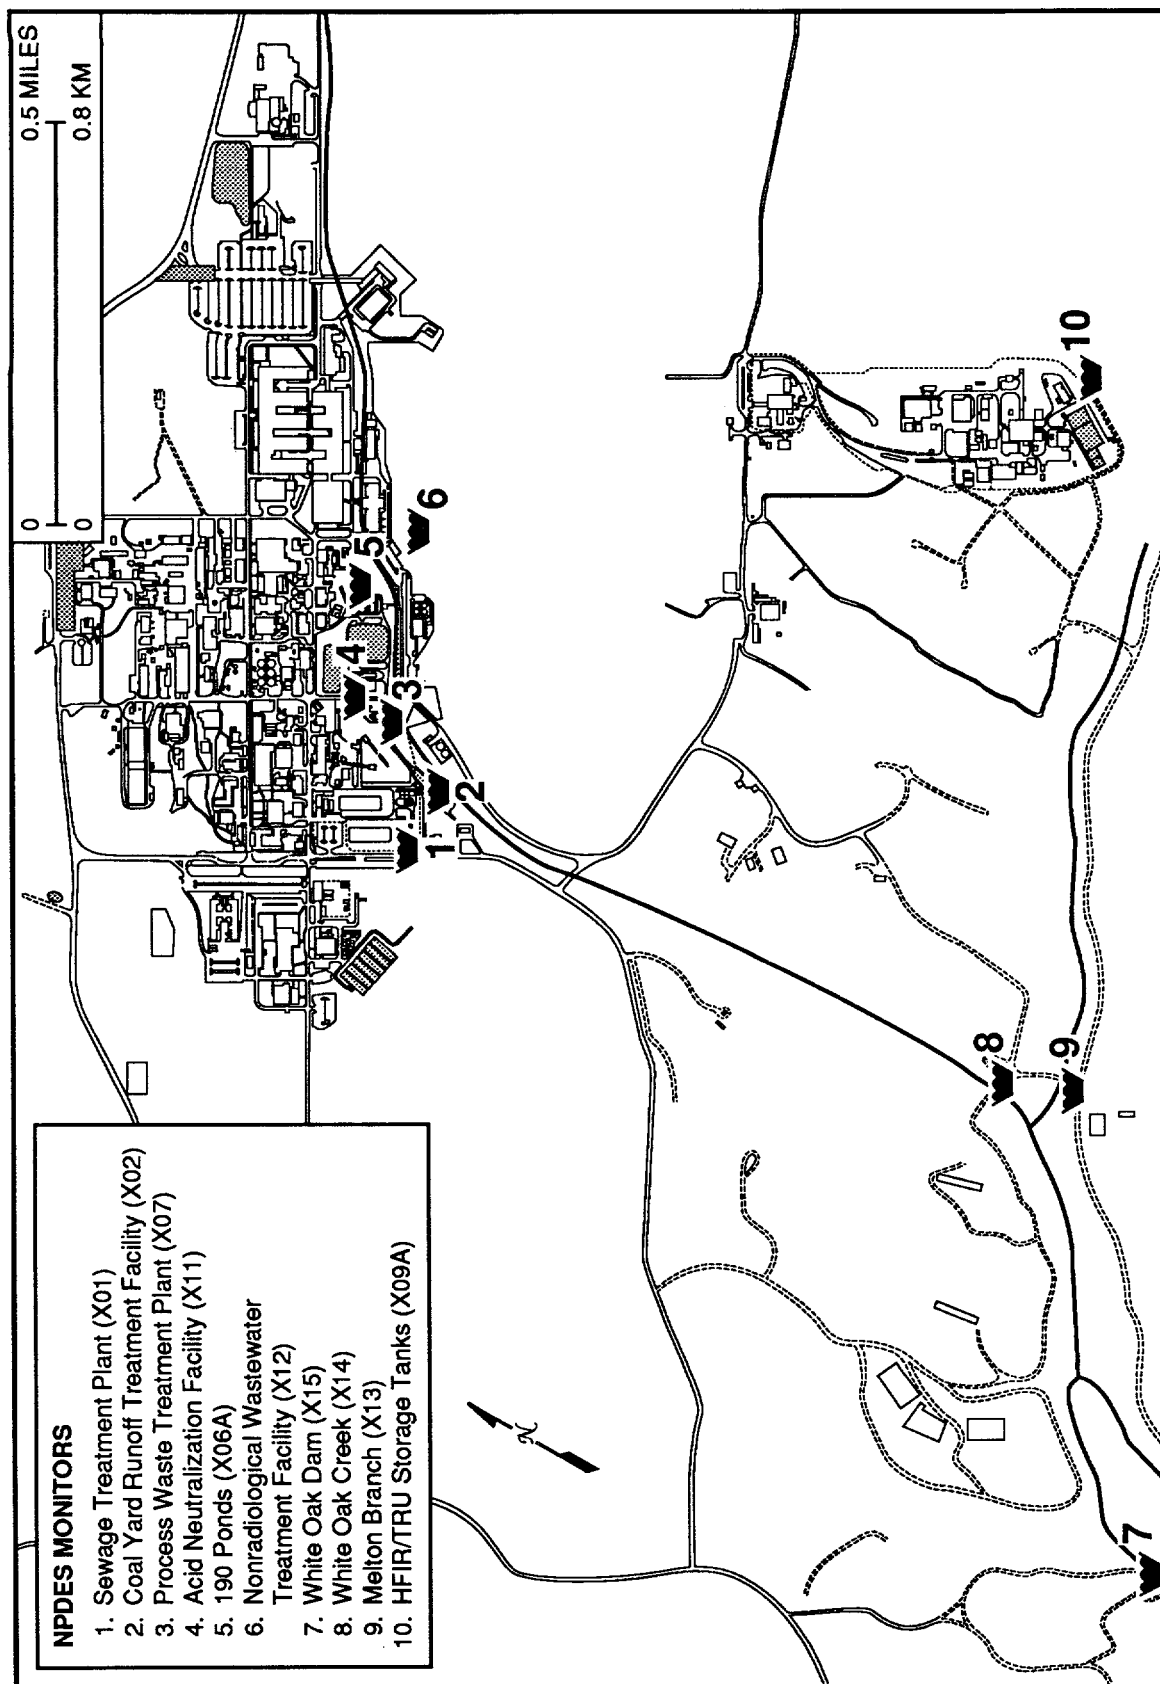 NPDES MONITORS
1. Sewage Treatment Plant (X01)
2. Coal Yard Runoff Treatment Facility (X02)
3. Process Waste Treatment Plant (X07)
4. Acid Neutralization Facility (X11)
5. 190 Ponds (X06A)
6. Nonradiological Wastewater
Treatment Facility (X12)
7. White Oak Dam (X15)
8. White Oak Creek (X14)
9. Melton Branch (X13)
10. HFIR/TRU Storage Tanks (X09A)
0 0.5 MILES
0 0.8 KM
N
1
2
3
4
5
6
7
8
9
10